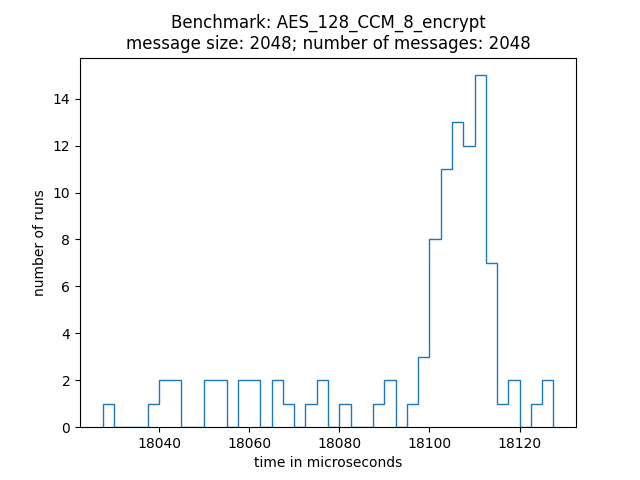 Benchmark: AES_128_CCM_8_encrypt
message size: 2048; number of messages: 2048
14
12
10
8
6
4
2
0
number of runs
18040 18060 18080 18100 18120
time in microseconds